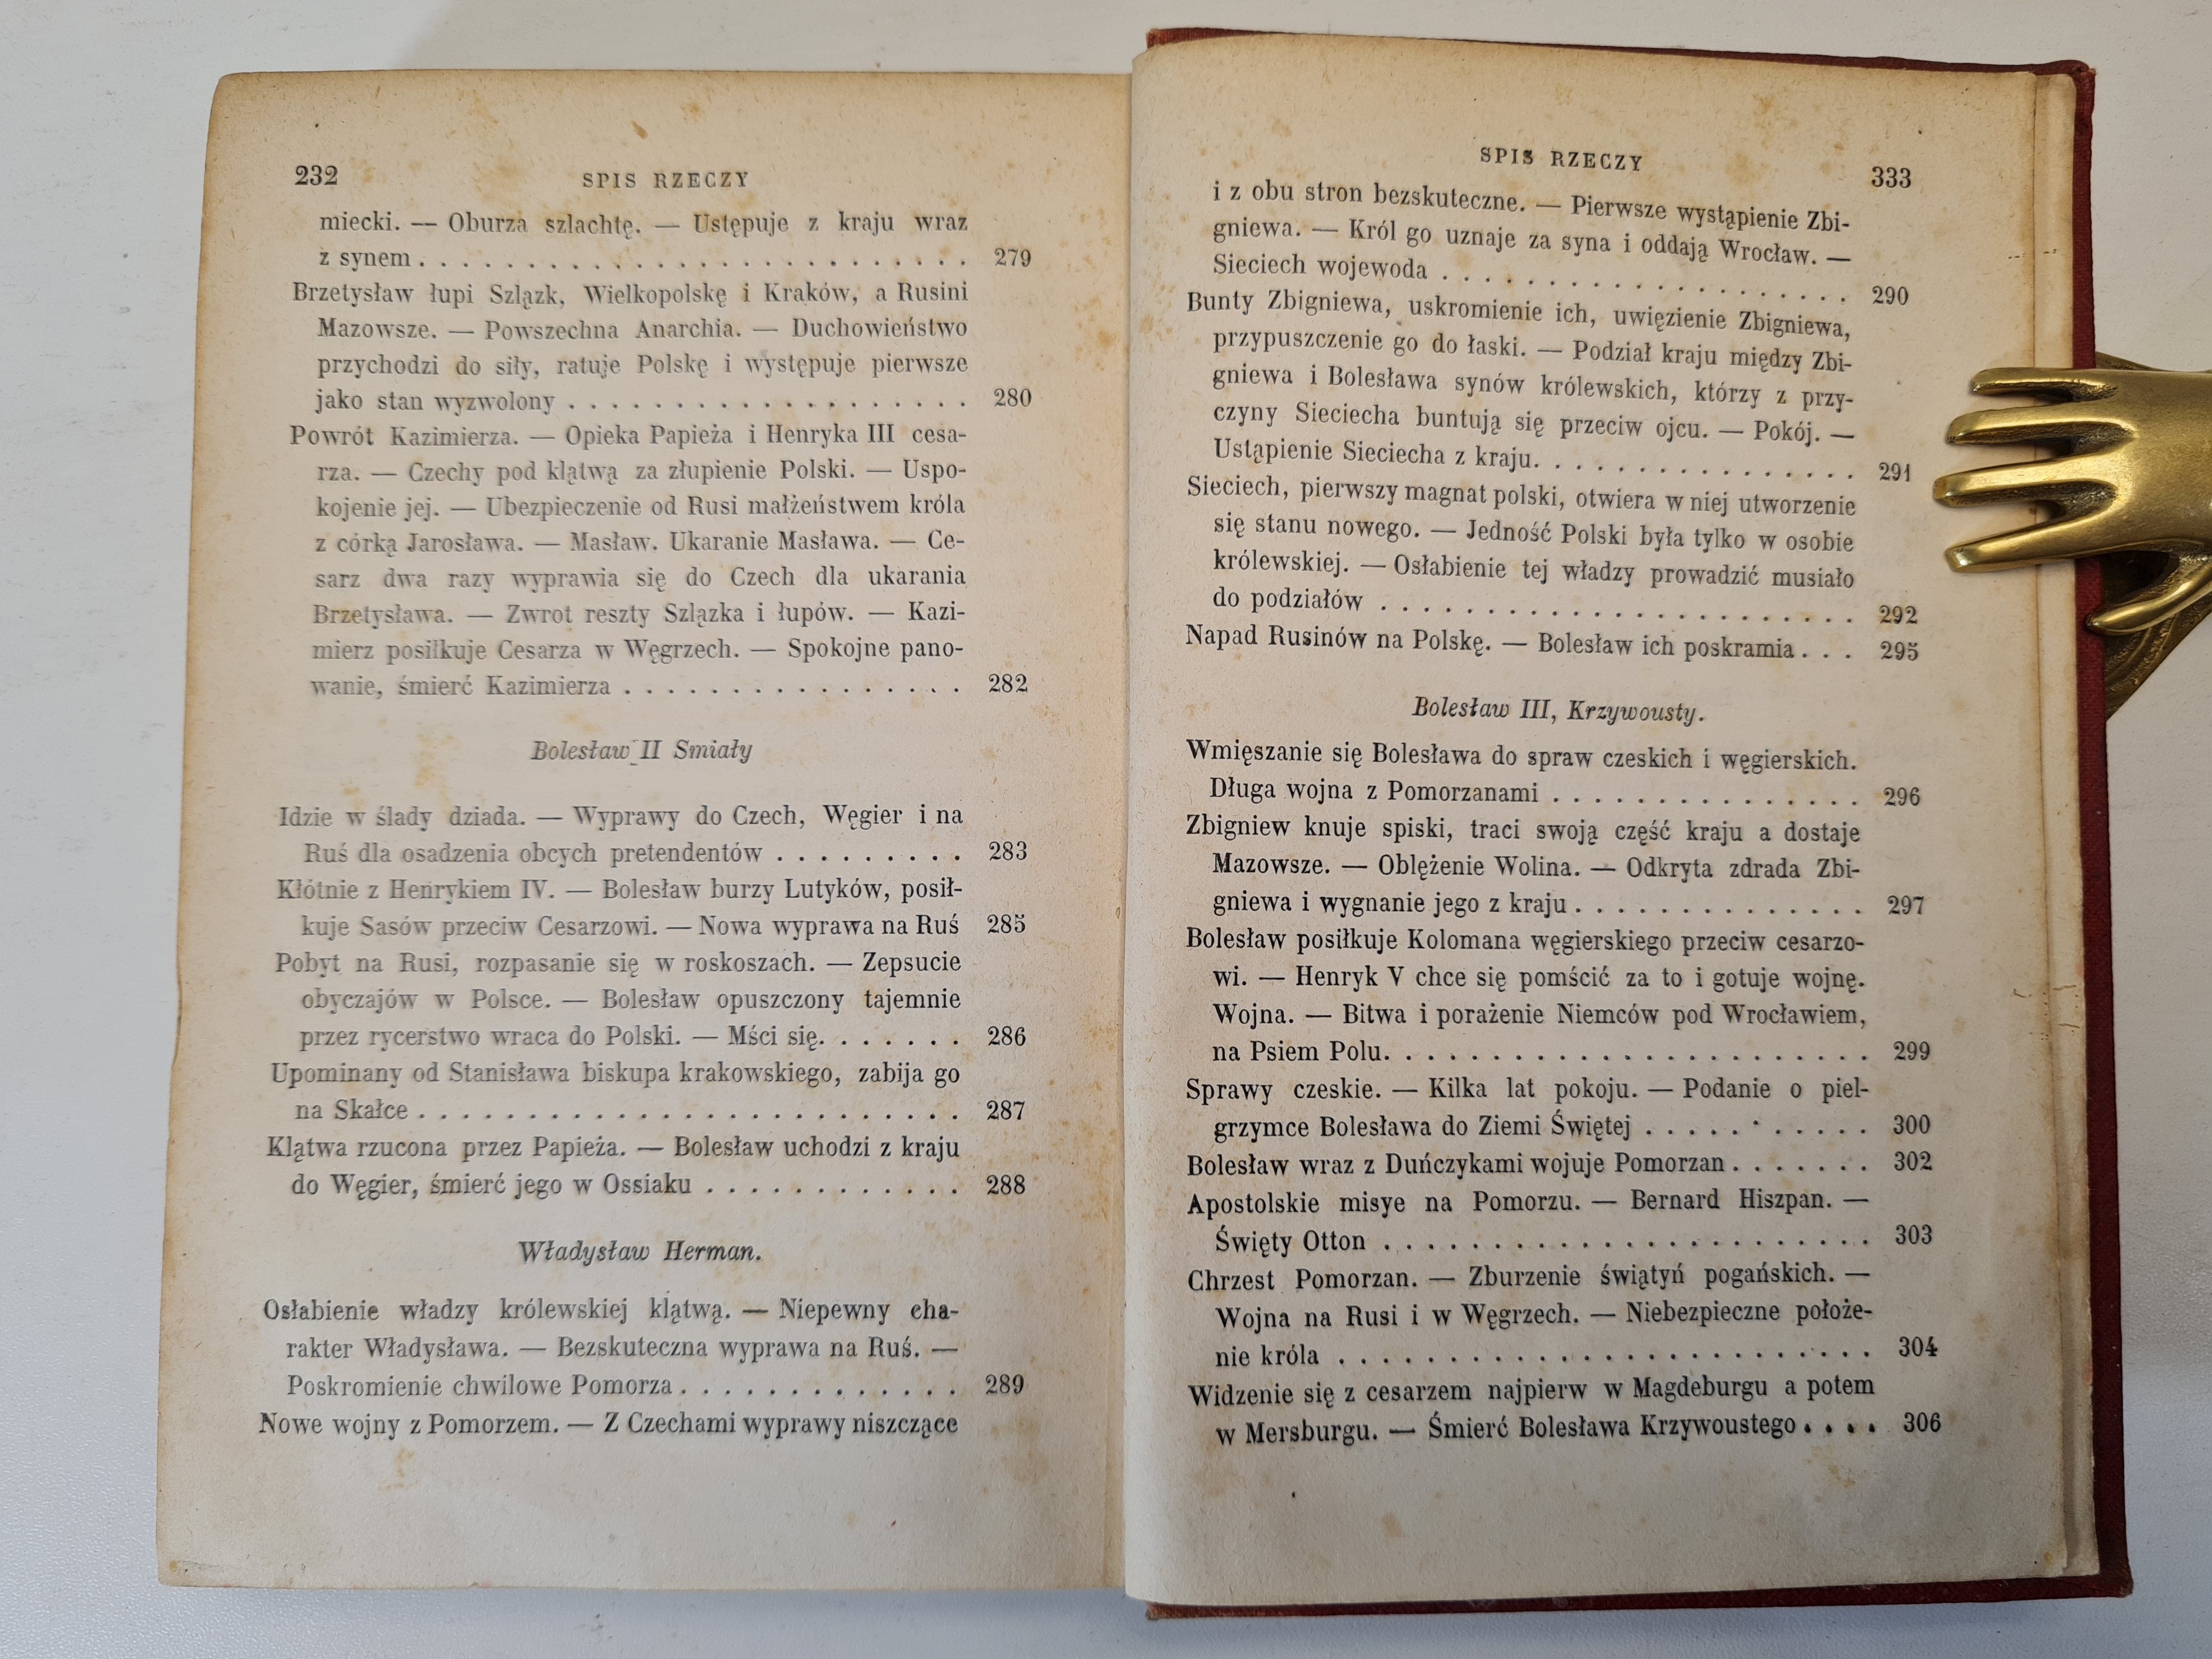 232
SPIS RZECZY
miecki. — Oburza szlachtę. — Ustępuje z kraju wraz
z synem . . . . . . . . . . . . . . . . . . . . . . . . . . 279
Brzetysław łupi Szlązk, Wielkopolskę i Kraków, a Rusini
Mazowsze. — Powszechna Anarchia. — Duchowieństwo
przychodzi do siły, ratuje Polskę i występuje pierwsze
jako stan wyzwolony . . . . . . . . . . . . . . . . . . . 280
Powrót Kazimierza. — Opieka Papieża i Henryka III cesa-
rza. — Czechy pod klątwą za złupienie Polski. — Uspo-
kojenie jej. — Ubezpieczenie od Rusi małżeństwem króla
z córką Jarosława. — Masław. Ukaranie Masława. — Ce-
sarz dwa razy wyprawia się do Czech dla ukarania
Brzetysława. — Zwrot reszty Szlązka i łupów. — Kazi-
mierz posiłkuje Cesarza w Węgrzech. — Spokojne pano-
wanie, śmierć Kazimierza . . . . . . . . . . . . . . . . 282
Bolesław II Smiały
Idzie w ślady dziada. — Wyprawy do Czech, Węgier i na
Ruś dla osadzenia obcych pretendentów . . . . . . . . . 283
Kłótnie z Henrykiem IV. — Bolesław burzy Lutyków, posił-
kuje Sasów przeciw Cesarzowi. — Nowa wyprawa na Ruś 285
Pobyt na Rusi, rozpasanie się w roskoszach. — Zepsucie
obyczajów w Polsce. — Bolesław opuszczony tajemnie
przez rycerstwo wraca do Polski. — Mści się. . . . . . . 286
Upominany od Stanisława biskupa krakowskiego, zabija go
na Skałce . . . . . . . . . . . . . . . . . . . . . . . . . 287
Klątwa rzucona przez Papieża. — Bolesław uchodzi z kraju
do Węgier, śmierć jego w Ossiaku . . . . . . . . . . . . 288
Władysław Herman.
Osłabienie władzy królewskiej klątwą. — Niepewny cha-
rakter Władysława. — Bezskuteczna wyprawa na Ruś. —
Poskromienie chwilowe Pomorza . . . . . . . . . . . . . 289
Nowe wojny z Pomorzem. — Z Czechami wyprawy niszczące
SPIS RZECZY
333
i z obu stron bezskuteczne. — Pierwsze wystąpienie Zbi-
gniewa. — Król go uznaje za syna i oddają Wrocław. —
Sieciech wojewoda . . . . . . . . . . . . . . . . . . . . 290
Bunty Zbigniewa, uskromienie ich, uwięzienie Zbigniewa,
przypuszczenie go do łaski. — Podział kraju między Zbi-
gniewa i Bolesława synów królewskich, którzy z przy-
czyny Sieciecha buntują się przeciw ojcu. — Pokój. —
Ustąpienie Sieciecha z kraju. . . . . . . . . . . . . . . . 291
Sieciech, pierwszy magnat polski, otwiera w niej utworzenie
się stanu nowego. — Jedność Polski była tylko w osobie
królewskiej. — Osłabienie tej władzy prowadzić musiało
do podziałów . . . . . . . . . . . . . . . . . . . . . . . 292
Napad Rusinów na Polskę. — Bolesław ich poskramia . . . 295
Bolesław III, Krzywousty.
Wmięszanie się Bolesława do spraw czeskich i węgierskich.
Długa wojna z Pomorzanami . . . . . . . . . . . . . . . 296
Zbigniew knuje spiski, traci swoją część kraju a dostaje
Mazowsze. — Oblężenie Wolina. — Odkryta zdrada Zbi-
gniewa i wygnanie jego z kraju . . . . . . . . . . . . . . 297
Bolesław posiłkuje Kolomana węgierskiego przeciw cesarzo-
wi. — Henryk V chce się pomścić za to i gotuje wojnę.
Wojna. — Bitwa i porażenie Niemców pod Wrocławiem,
na Psiem Polu. . . . . . . . . . . . . . . . . . . . . . . . 299
Sprawy czeskie. — Kilka lat pokoju. — Podanie o piel-
grzymce Bolesława do Ziemi Świętej . . . . . . . . . . . 300
Bolesław wraz z Duńczykami wojuje Pomorzan . . . . . . . 302
Apostolskie misye na Pomorzu. — Bernard Hiszpan. —
Święty Otton . . . . . . . . . . . . . . . . . . . . . . . 303
Chrzest Pomorzan. — Zburzenie świątyń pogańskich. —
Wojna na Rusi i w Węgrzech. — Niebezpieczne położe-
nie króla . . . . . . . . . . . . . . . . . . . . . . . . . 304
Widzenie się z cesarzem najpierw w Magdeburgu a potem
w Mersburgu. — Śmierć Bolesława Krzywoustego . . . . 306